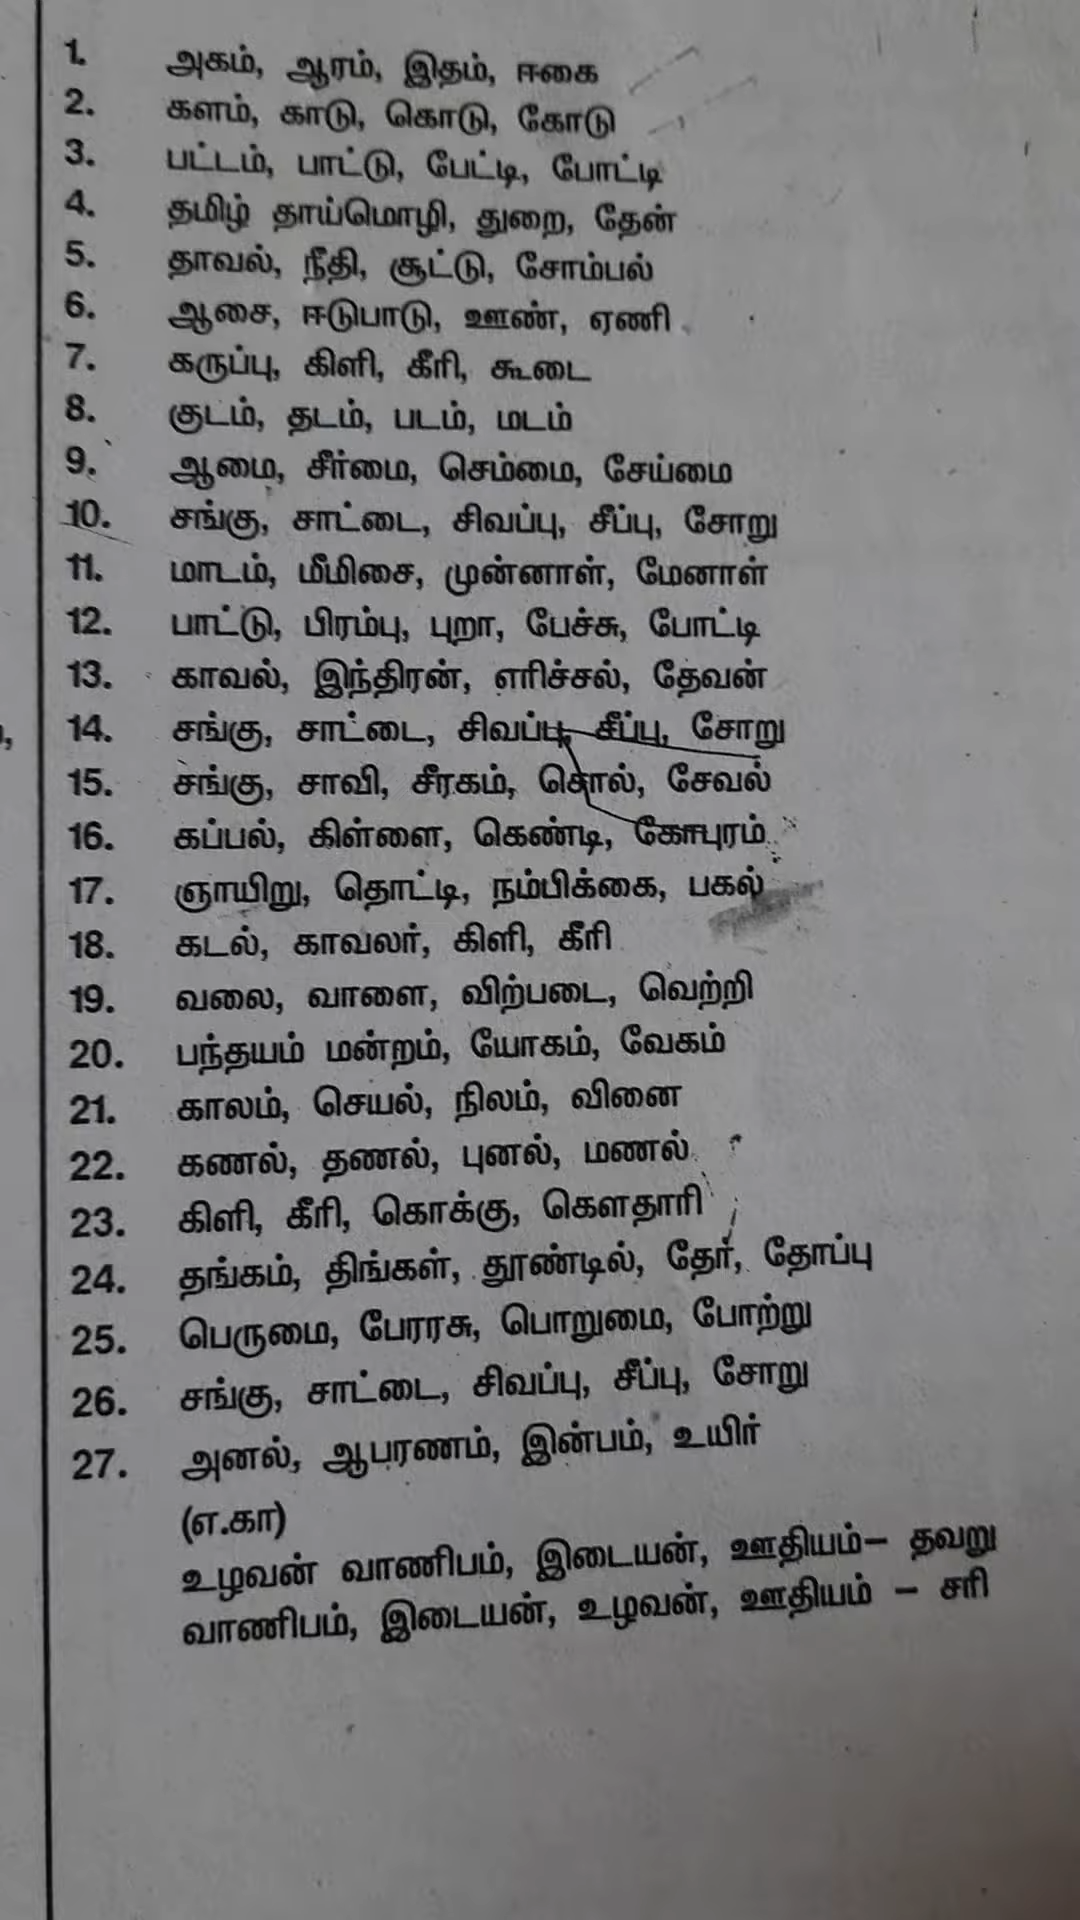 1. அகம், ஆரம், இதம், ஈகை
2. களம், காடு, கொடு, கோடு
3. பட்டம், பாட்டு, பேட்டி, போட்டி
4. தமிழ் தாய்மொழி, துறை, தேன்
5. தாவல், நீதி, சூட்டு, சோம்பல்
6. ஆசை, ஈடுபாடு, ஊண், ஏணி
7. கருப்பு, கிளி, கீரி, கூடை
8. குடம், தடம், படம், மடம்
9. ஆமை, சீர்மை, செம்மை, சேய்மை
10. சங்கு, சாட்டை, சிவப்பு, சீப்பு, சோறு
11. மாடம், மீமிசை, முன்னாள், மேனாள்
12. பாட்டு, பிரம்பு, புறா, பேச்சு, போட்டி
13. காவல், இந்திரன், எரிச்சல், தேவன்
14. சங்கு, சாட்டை, சிவப்பு, சீப்பு, சோறு
15. சங்கு, சாவி, சீரகம், சொல், சேவல்
16. கப்பல், கிள்ளை, கெண்டி, கோபுரம்
17. ஞாயிறு, தொட்டி, நம்பிக்கை, பகல்
18. கடல், காவலர், கிளி, கீரி
19. வலை, வாளை, விற்படை, வெற்றி
20. பந்தயம் மன்றம், யோகம், வேகம்
21. காலம், செயல், நிலம், வினை
22. கணல், தணல், புனல், மணல்
23. கிளி, கீரி, கொக்கு, கௌதாரி
24. தங்கம், திங்கள், தூண்டில், தேர், தோப்பு
25. பெருமை, பேரரசு, பொறுமை, போற்று
26. சங்கு, சாட்டை, சிவப்பு, சீப்பு, சோறு
27. அனல், ஆபரணம், இன்பம், உயிர்
(எ.கா)
உழவன் வாணிபம், இடையன், ஊதியம்– தவறு
வாணிபம், இடையன், உழவன், ஊதியம் – சரி